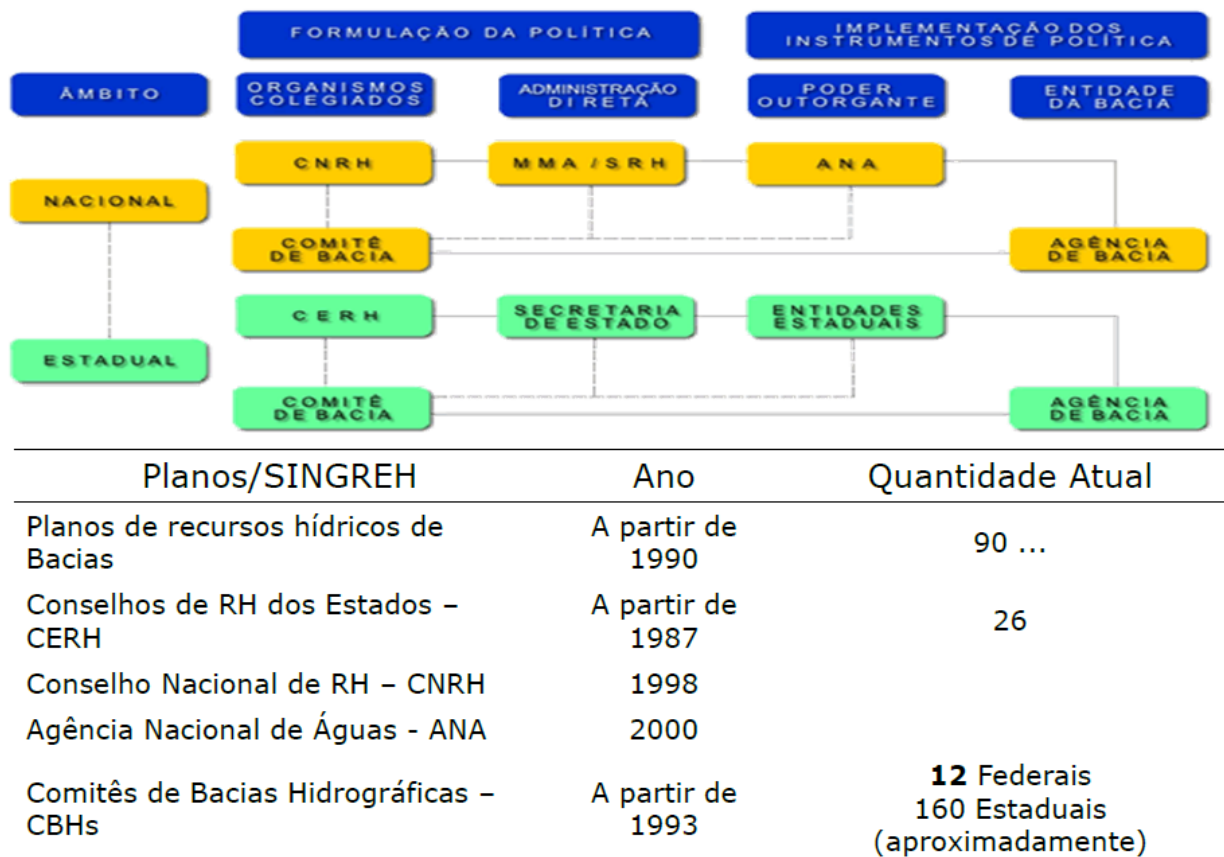 FORMULAÇÃO DA POLÍTICA
IMPLEMENTAÇÃO DOS
INSTRUMENTOS DE POLÍTICA
ÂMBITO
ORGANISMOS
COLEGIADOS
ADMINISTRAÇÃO
DIRETA
PODER
OUTORGANTE
ENTIDADE
DA BACIA
CNRH
MMA / SRH
ANA
NACIONAL
COMITÊ
DE BACIA
AGÊNCIA
DE BACIA
CERH
SECRETARIA
DE ESTADO
ENTIDADES
ESTADUAIS
ESTADUAL
COMITÊ
DE BACIA
AGÊNCIA
DE BACIA
Planos/SINGREH Ano Quantidade Atual
Planos de recursos hídricos de
Bacias
A partir de
1990
90 ...
Conselhos de RH dos Estados –
CERH
A partir de
1987
26
Conselho Nacional de RH – CNRH 1998
Agência Nacional de Águas - ANA 2000
Comitês de Bacias Hidrográficas –
CBHs
A partir de
1993
12 Federais
160 Estaduais
(aproximadamente)